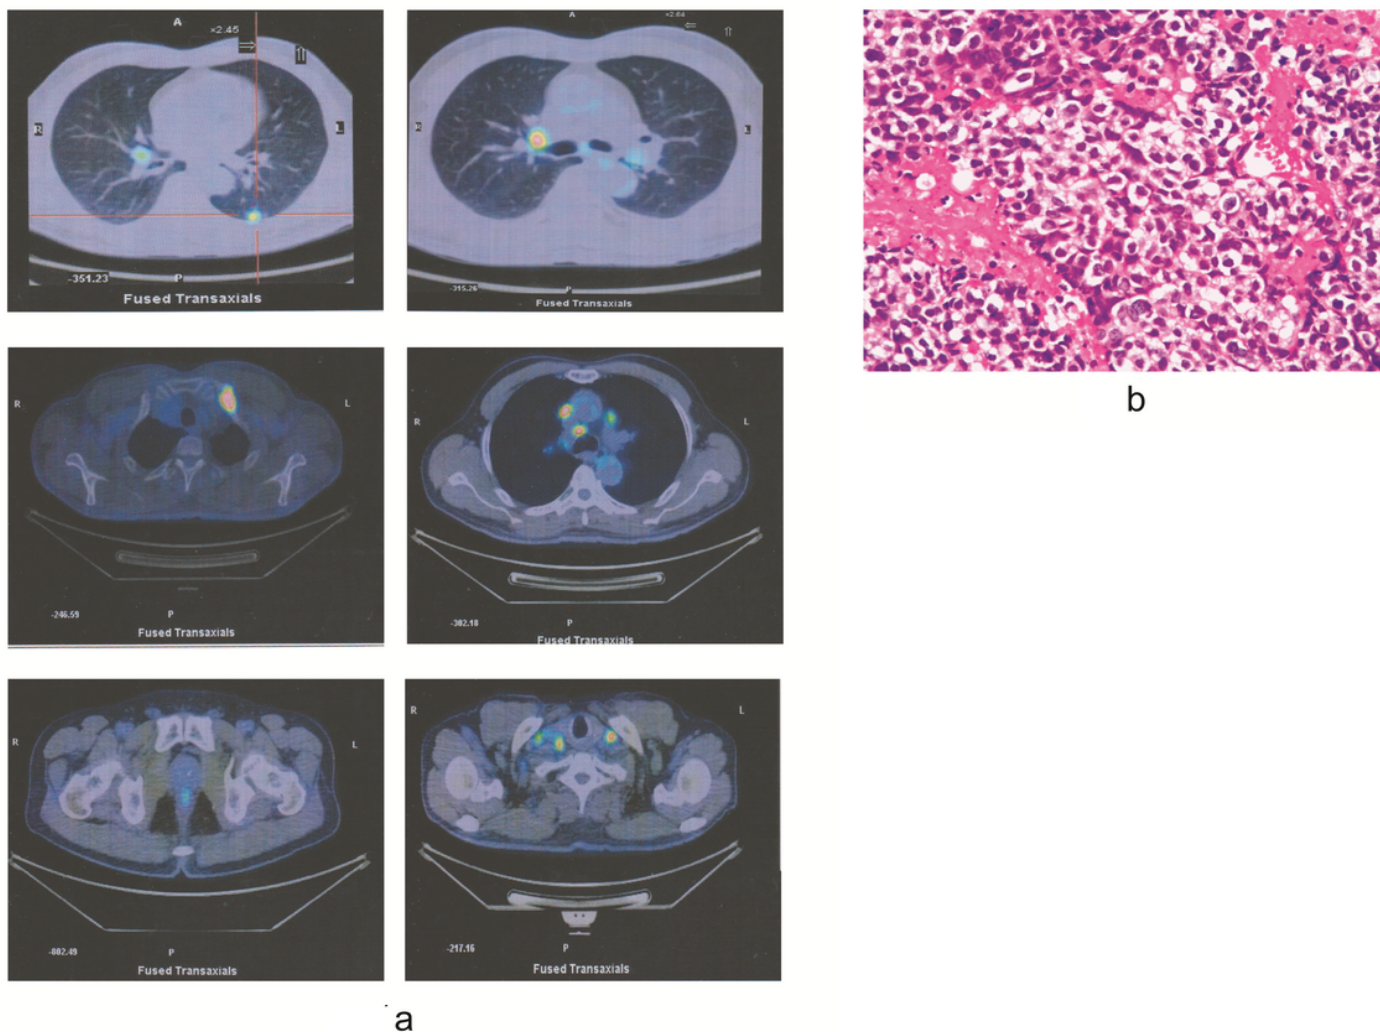 A
×2.45
R
L
-351.23
P
Fused Transaxials
A
×2.64
L
-315.26
P
Fused Transaxials
R
L
-246.59
P
Fused Transaxials
R
L
-302.18
P
Fused Transaxials
R
L
-802.49
P
Fused Transaxials
R
L
-217.16
P
Fused Transaxials
a
b